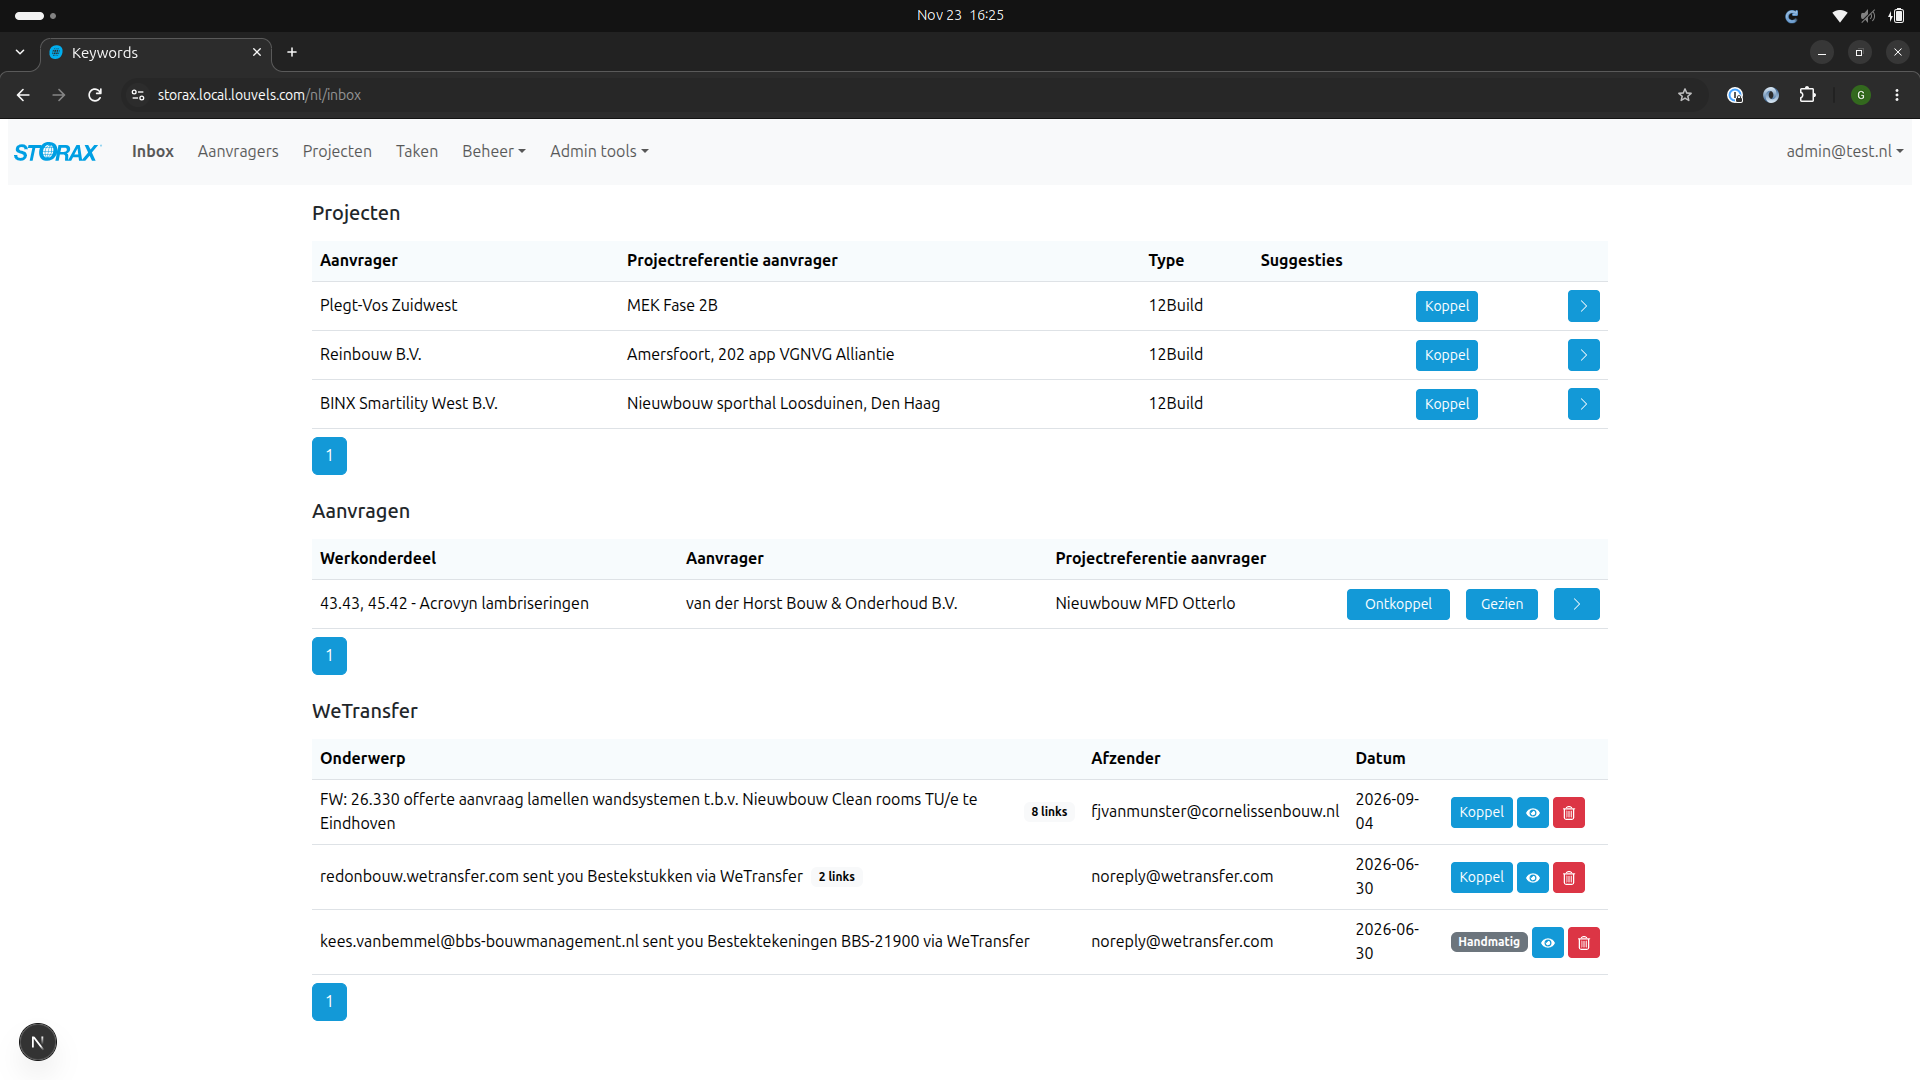 Nov 23 16:25
Keywords
storax.local.louvels.com/nl/inbox
G
STORAX Inbox Aanvragers Projecten Taken Beheer Admin tools admin@test.nl
Projecten
Aanvrager Projectreferentie aanvrager Type Suggesties
Plegt-Vos Zuidwest MEK Fase 2B 12Build Koppel
Reinbouw B.V. Amersfoort, 202 app VGNVG Alliantie 12Build Koppel
BINX Smartility West B.V. Nieuwbouw sporthal Loosduinen, Den Haag 12Build Koppel
1
Aanvragen
Werkonderdeel Aanvrager Projectreferentie aanvrager
43.43, 45.42 - Acrovyn lambriseringen van der Horst Bouw & Onderhoud B.V. Nieuwbouw MFD Otterlo Ontkoppel Gezien
1
WeTransfer
Onderwerp Afzender Datum
FW: 26.330 offerte aanvraag lamellen wandsystemen t.b.v. Nieuwbouw Clean rooms TU/e te
Eindhoven
8 links fjvanmunster@cornelissenbouw.nl
2026-09-
04
Koppel
redonbouw.wetransfer.com sent you Bestekstukken via WeTransfer 2 links noreply@wetransfer.com
2026-06-
30
Koppel
kees.vanbemmel@bbs-bouwmanagement.nl sent you Bestektekeningen BBS-21900 via WeTransfer noreply@wetransfer.com
2026-06-
30
Handmatig
1
N